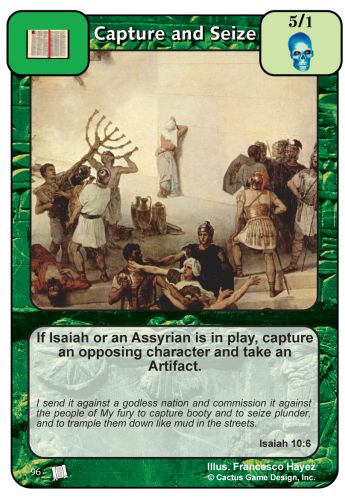 Capture and Seize
5/1
If Isaiah or an Assyrian is in play, capture
an opposing character and take an
Artifact.
I send it against a godless nation and commission it against
the people of My fury to capture booty and to seize plunder,
and to trample them down like mud in the streets.
Isaiah 10:6
96
Illus. Francesco Hayez
© Cactus Game Design, Inc.